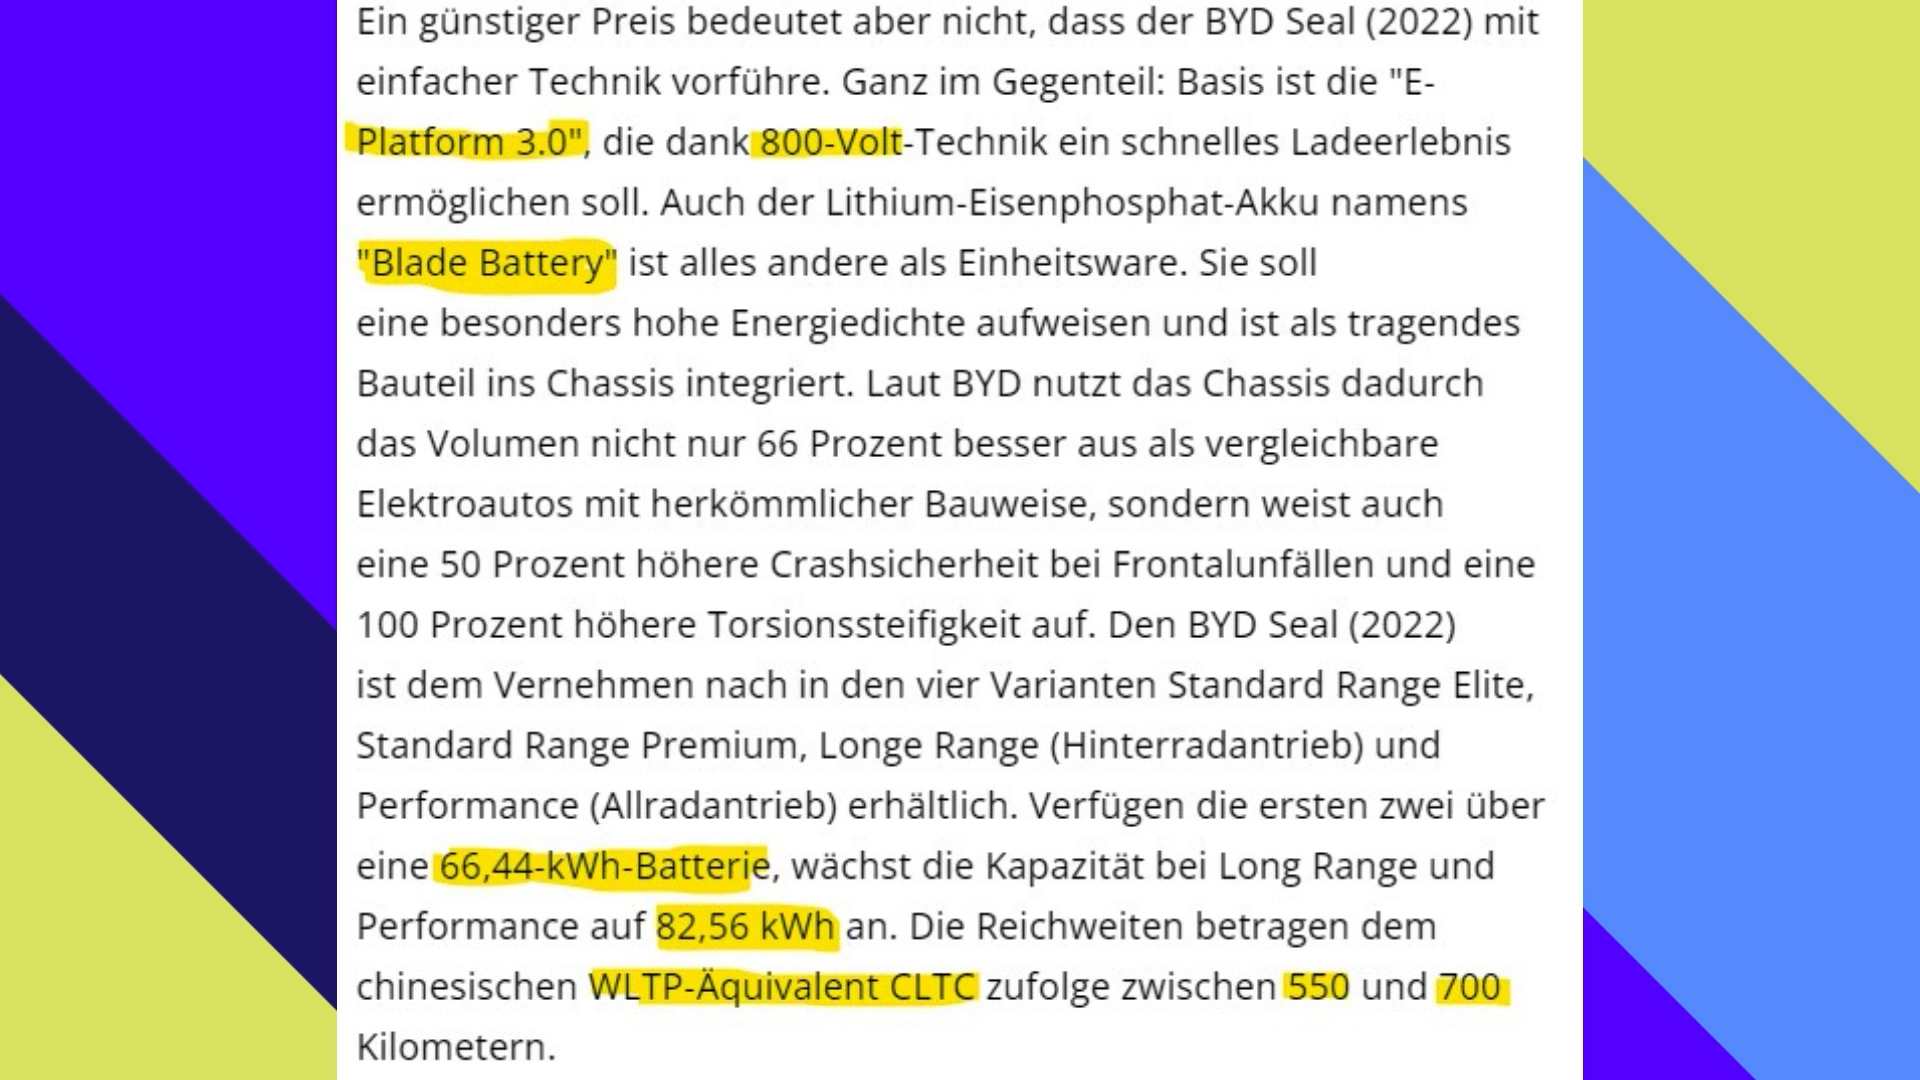 Ein günstiger Preis bedeutet aber nicht, dass der BYD Seal (2022) mit
einfacher Technik vorführe. Ganz im Gegenteil: Basis ist die "E-
Platform 3.0", die dank 800-Volt-Technik ein schnelles Ladeerlebnis
ermöglichen soll. Auch der Lithium-Eisenphosphat-Akku namens
"Blade Battery" ist alles andere als Einheitsware. Sie soll
eine besonders hohe Energiedichte aufweisen und ist als tragendes
Bauteil ins Chassis integriert. Laut BYD nutzt das Chassis dadurch
das Volumen nicht nur 66 Prozent besser aus als vergleichbare
Elektroautos mit herkömmlicher Bauweise, sondern weist auch
eine 50 Prozent höhere Crashsicherheit bei Frontalunfällen und eine
100 Prozent höhere Torsionssteifigkeit auf. Den BYD Seal (2022)
ist dem Vernehmen nach in den vier Varianten Standard Range Elite,
Standard Range Premium, Longe Range (Hinterradantrieb) und
Performance (Allradantrieb) erhältlich. Verfügen die ersten zwei über
eine 66,44-kWh-Batterie, wächst die Kapazität bei Long Range und
Performance auf 82,56 kWh an. Die Reichweiten betragen dem
chinesischen WLTP-Äquivalent CLTC zufolge zwischen 550 und 700
Kilometern.